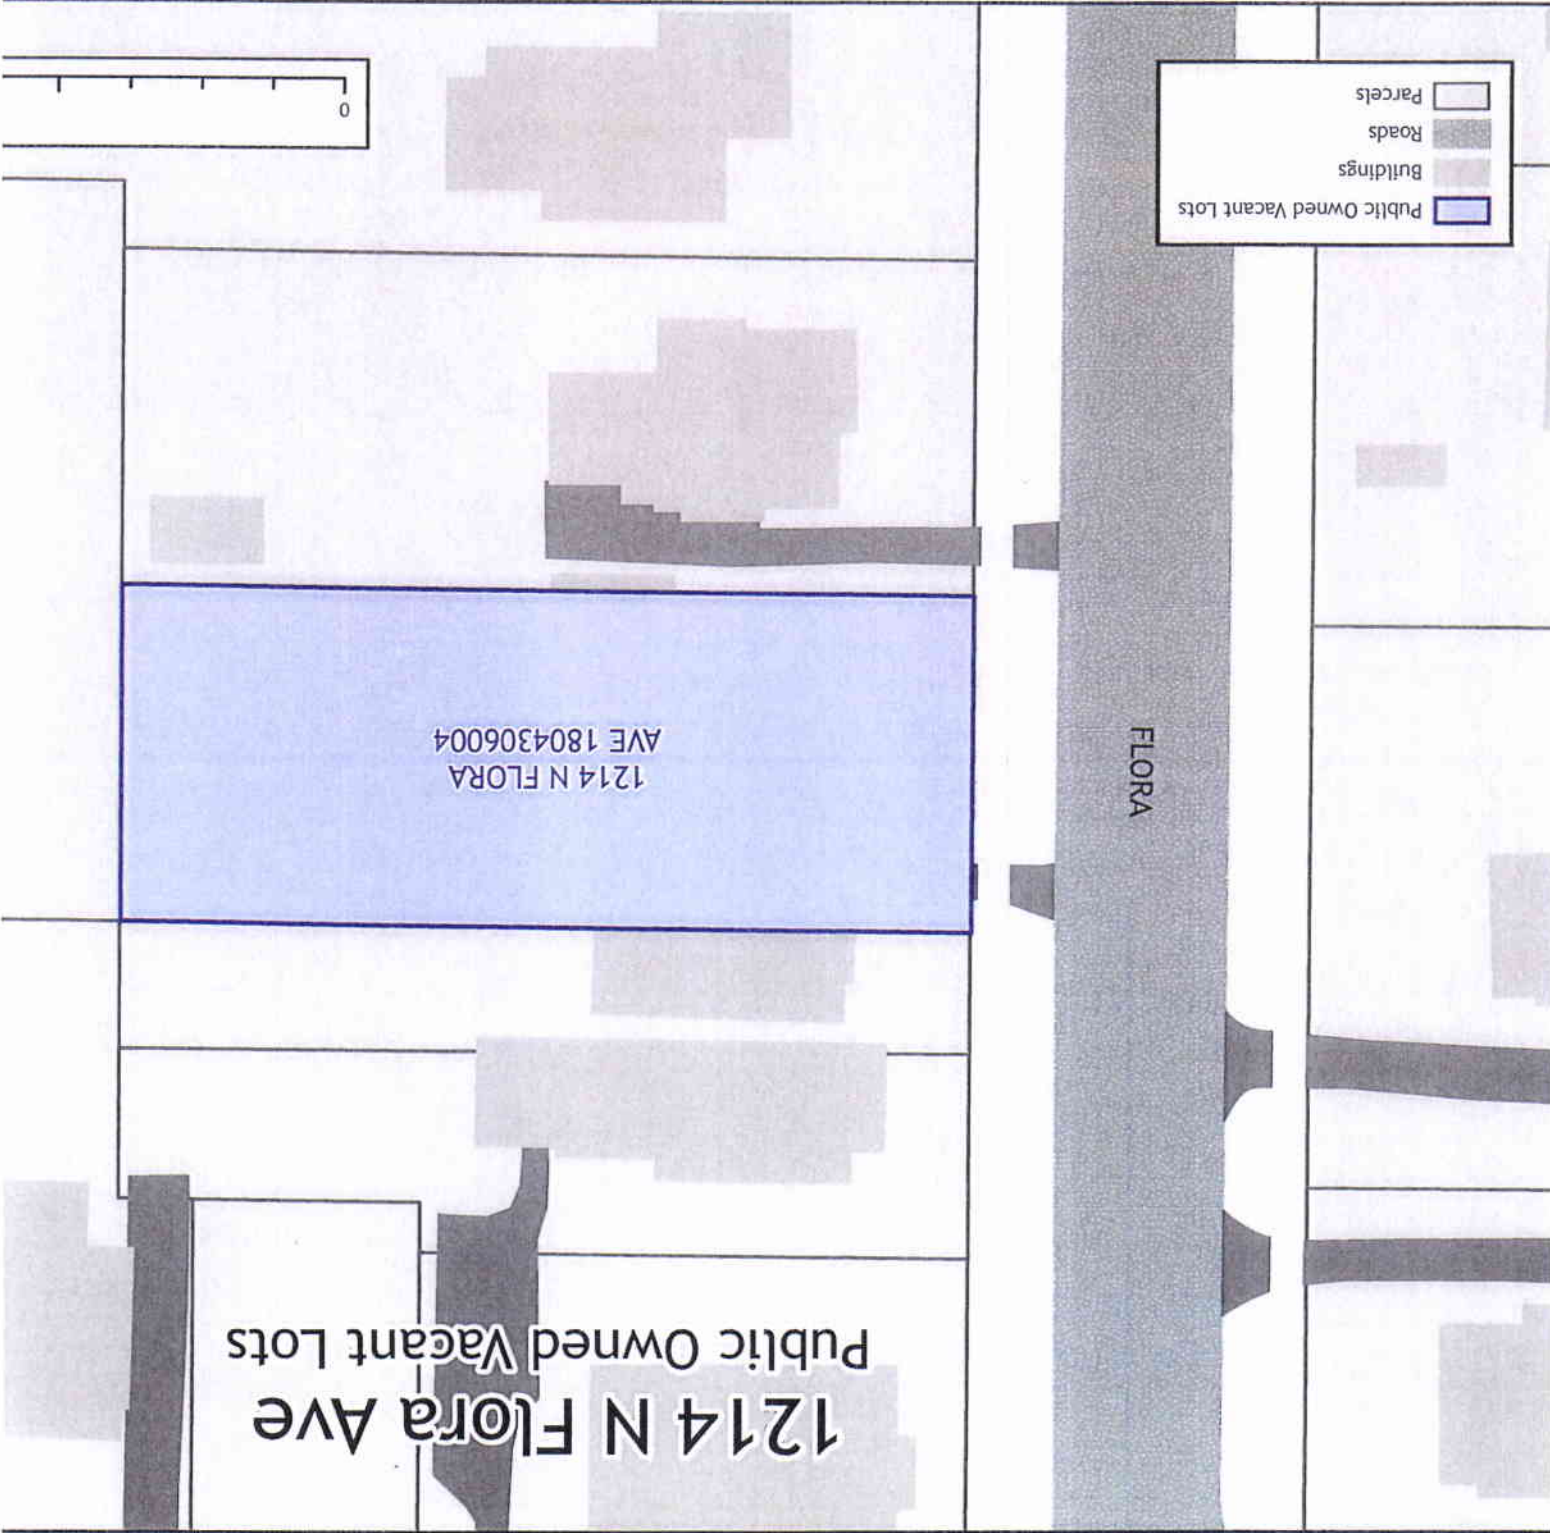 1214 N Flora Ave
Public Owned Vacant Lots
1214 N FLORA
AVE 1804306004
FLORA
Public Owned Vacant Lots
Buildings
Roads
Parcels
0